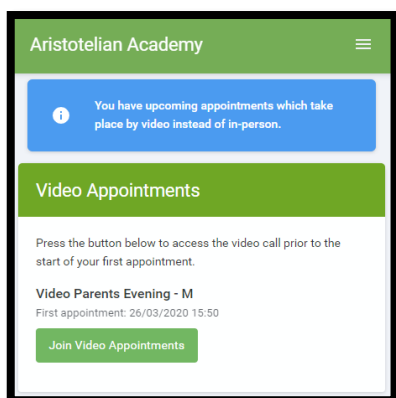 Aristotelian Academy
You have upcoming appointments which take
place by video instead of in-person.
Video Appointments
Press the button below to access the video call prior to the
start of your first appointment.
Video Parents Evening - M
First appointment: 26/03/2020 15:50
Join Video Appointments